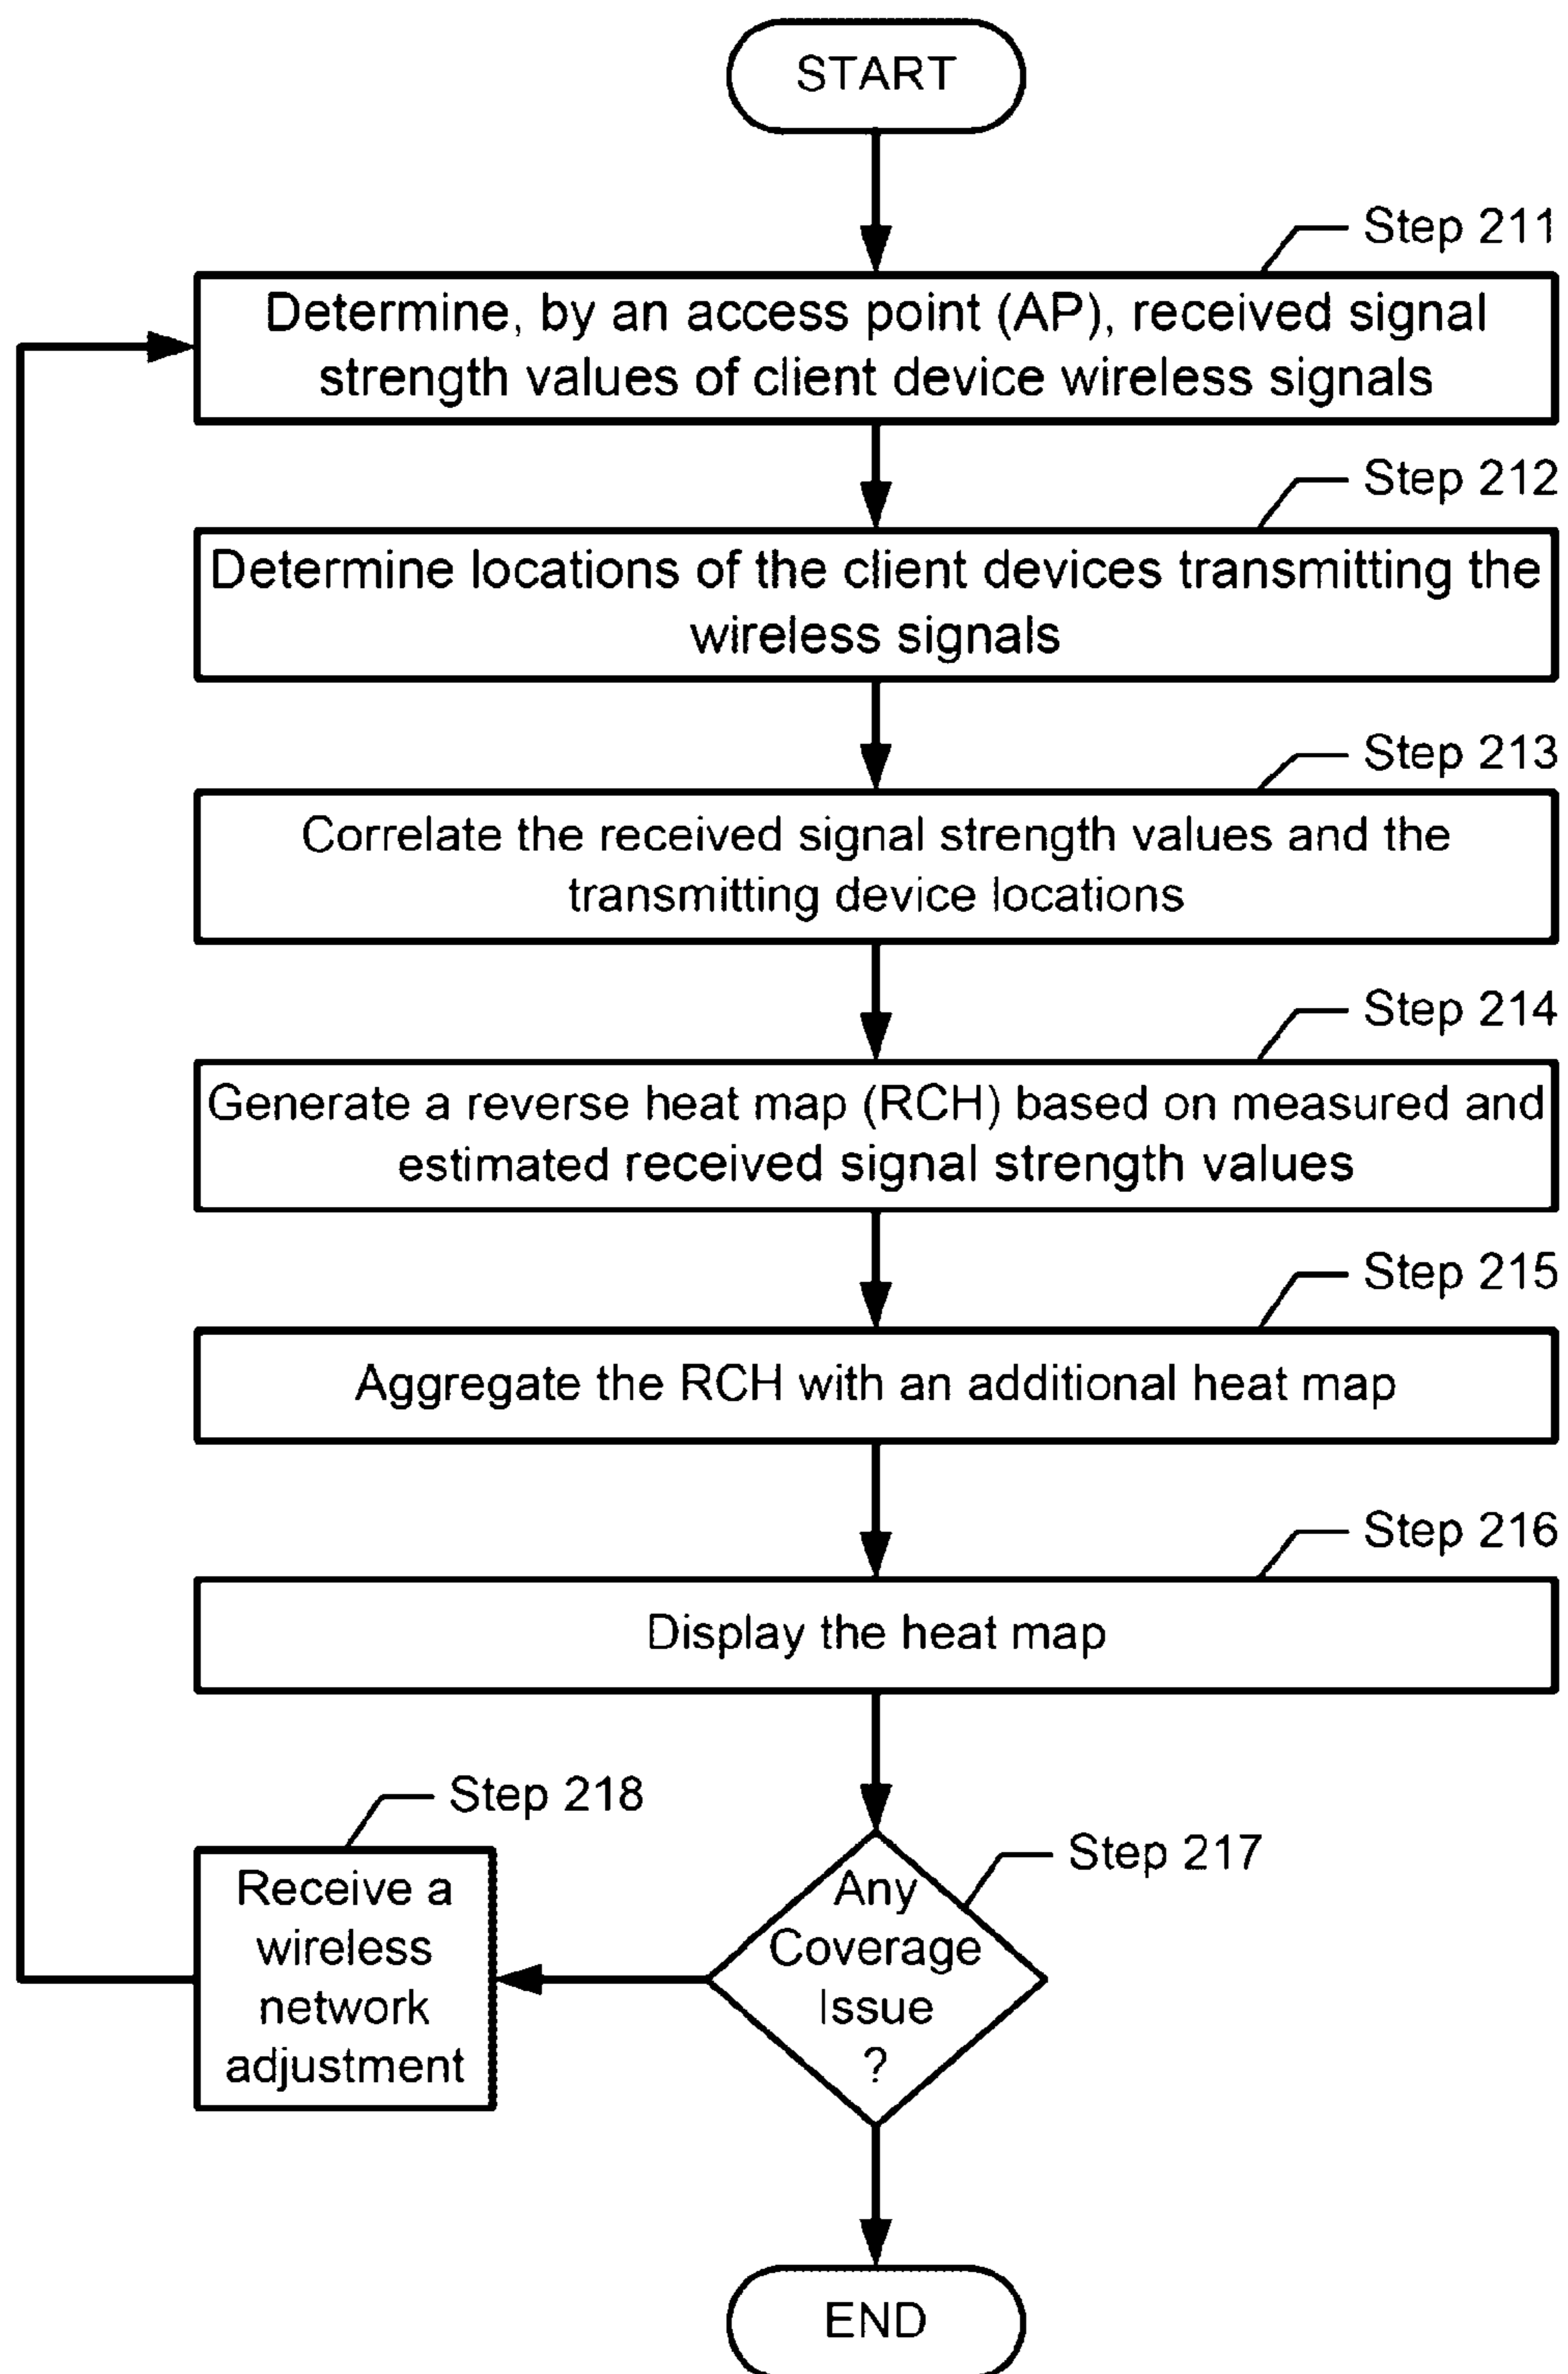 START
Step 211
Determine, by an access point (AP), received signal
strength values of client device wireless signals
Step 212
Determine locations of the client devices transmitting the
wireless signals
Step 213
Correlate the received signal strength values and the
transmitting device locations
Step 214
Generate a reverse heat map (RCH) based on measured and
estimated received signal strength values
Step 215
Aggregate the RCH with an additional heat map
Step 216
Display the heat map
Step 218
Receive a
wireless
network
adjustment
Step 217
Any
Coverage
Issue
?
END